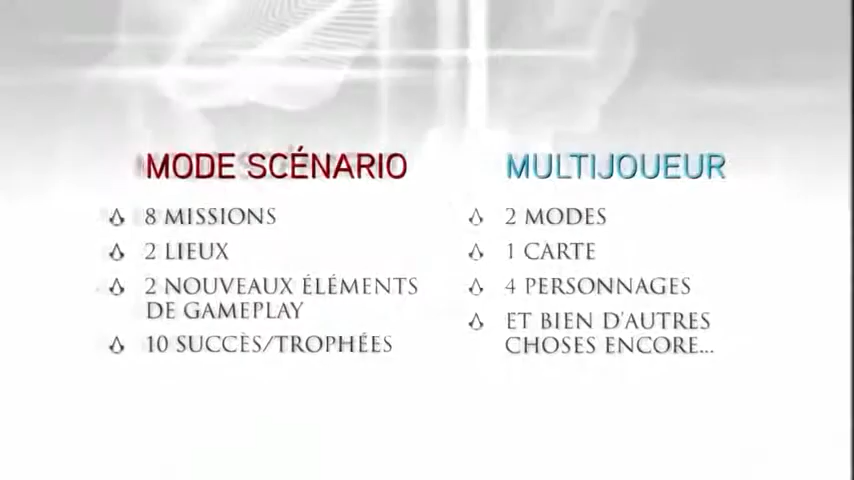 MODE SCÉNARIO
8 MISSIONS
2 LIEUX
2 NOUVEAUX ÉLÉMENTS
DE GAMEPLAY
10 SUCCÈS/TROPHÉES
MULTIJOUEUR
2 MODES
1 CARTE
4 PERSONNAGES
ET BIEN D'AUTRES
CHOSES ENCORE...